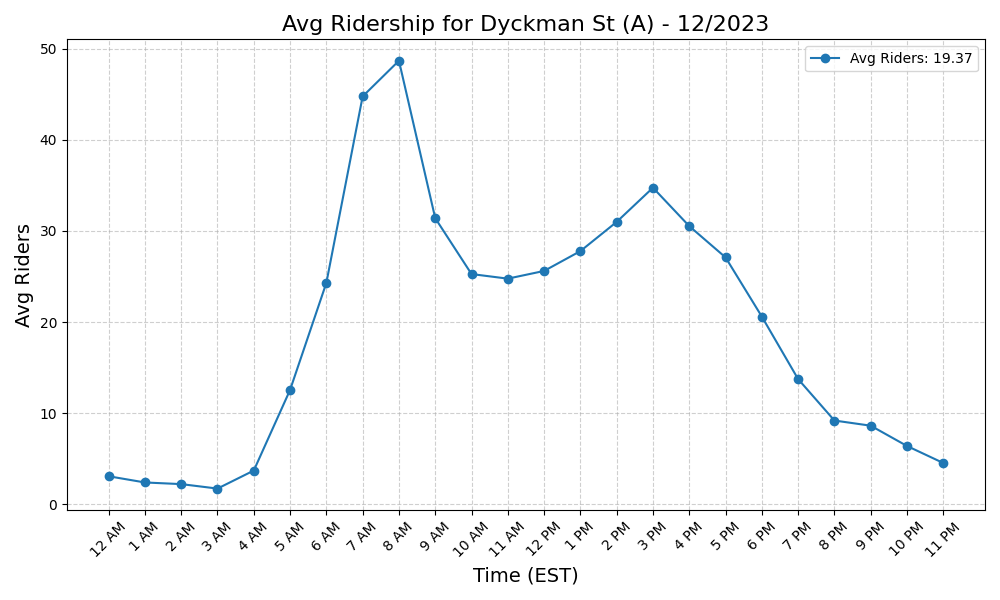 Avg Ridership for Dyckman St (A) - 12/2023
Avg Riders: 19.37
Avg Riders
50
40
30
20
10
0
12 AM
1 AM
2 AM
3 AM
4 AM
5 AM
6 AM
7 AM
8 AM
9 AM
10 AM
11 AM
12 PM
1 PM
2 PM
3 PM
4 PM
5 PM
6 PM
7 PM
8 PM
9 PM
10 PM
11 PM
Time (EST)